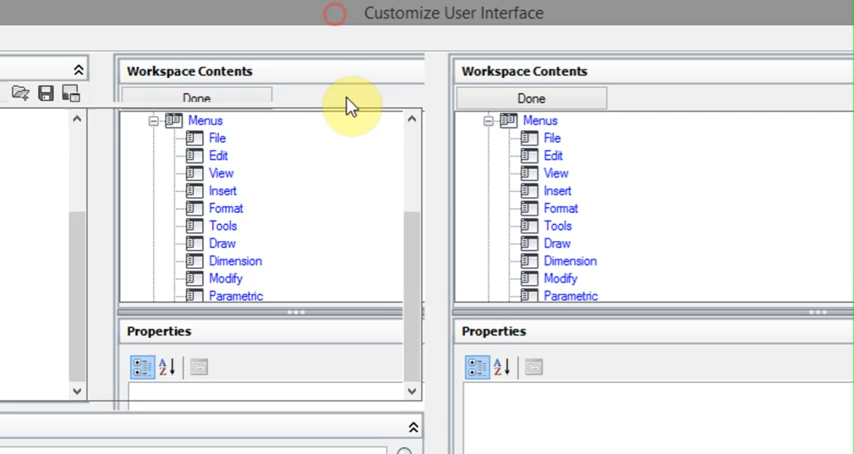 Customize User Interface
Workspace Contents
Done
Menus
File
Edit
View
Insert
Format
Tools
Draw
Dimension
Modify
Parametric
Properties
Workspace Contents
Done
Menus
File
Edit
View
Insert
Format
Tools
Draw
Dimension
Modify
Parametric
Properties